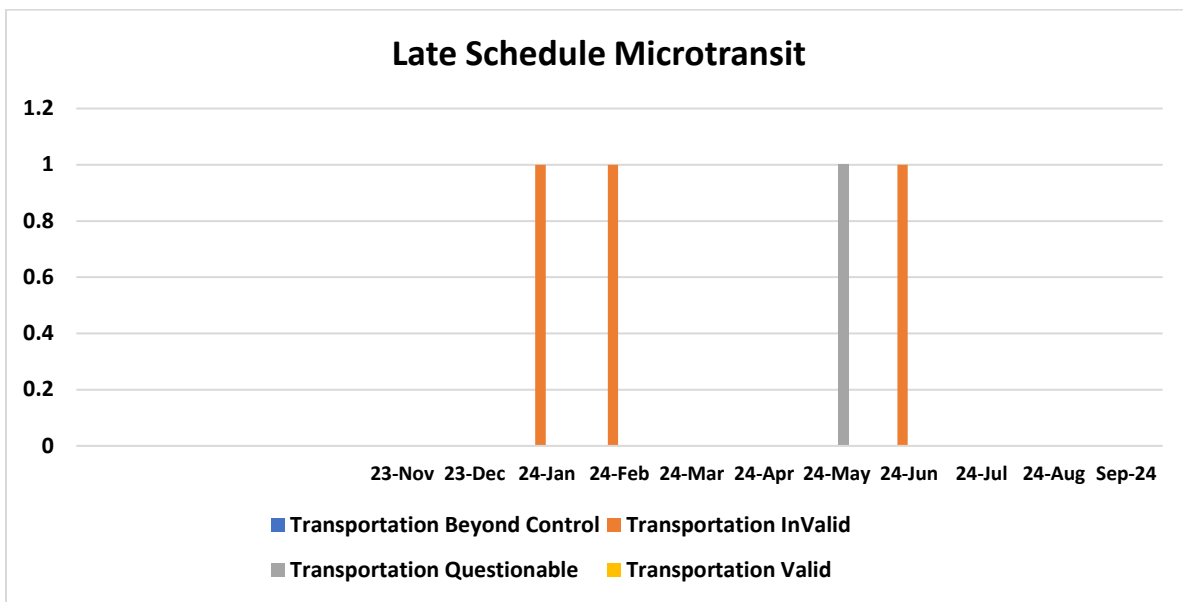 Late Schedule Microtransit
1.2
1
0.8
0.6
0.4
0.2
0
23-Nov 23-Dec 24-Jan 24-Feb 24-Mar 24-Apr 24-May 24-Jun 24-Jul 24-Aug Sep-24
Transportation Beyond Control Transportation InValid
Transportation Questionable Transportation Valid